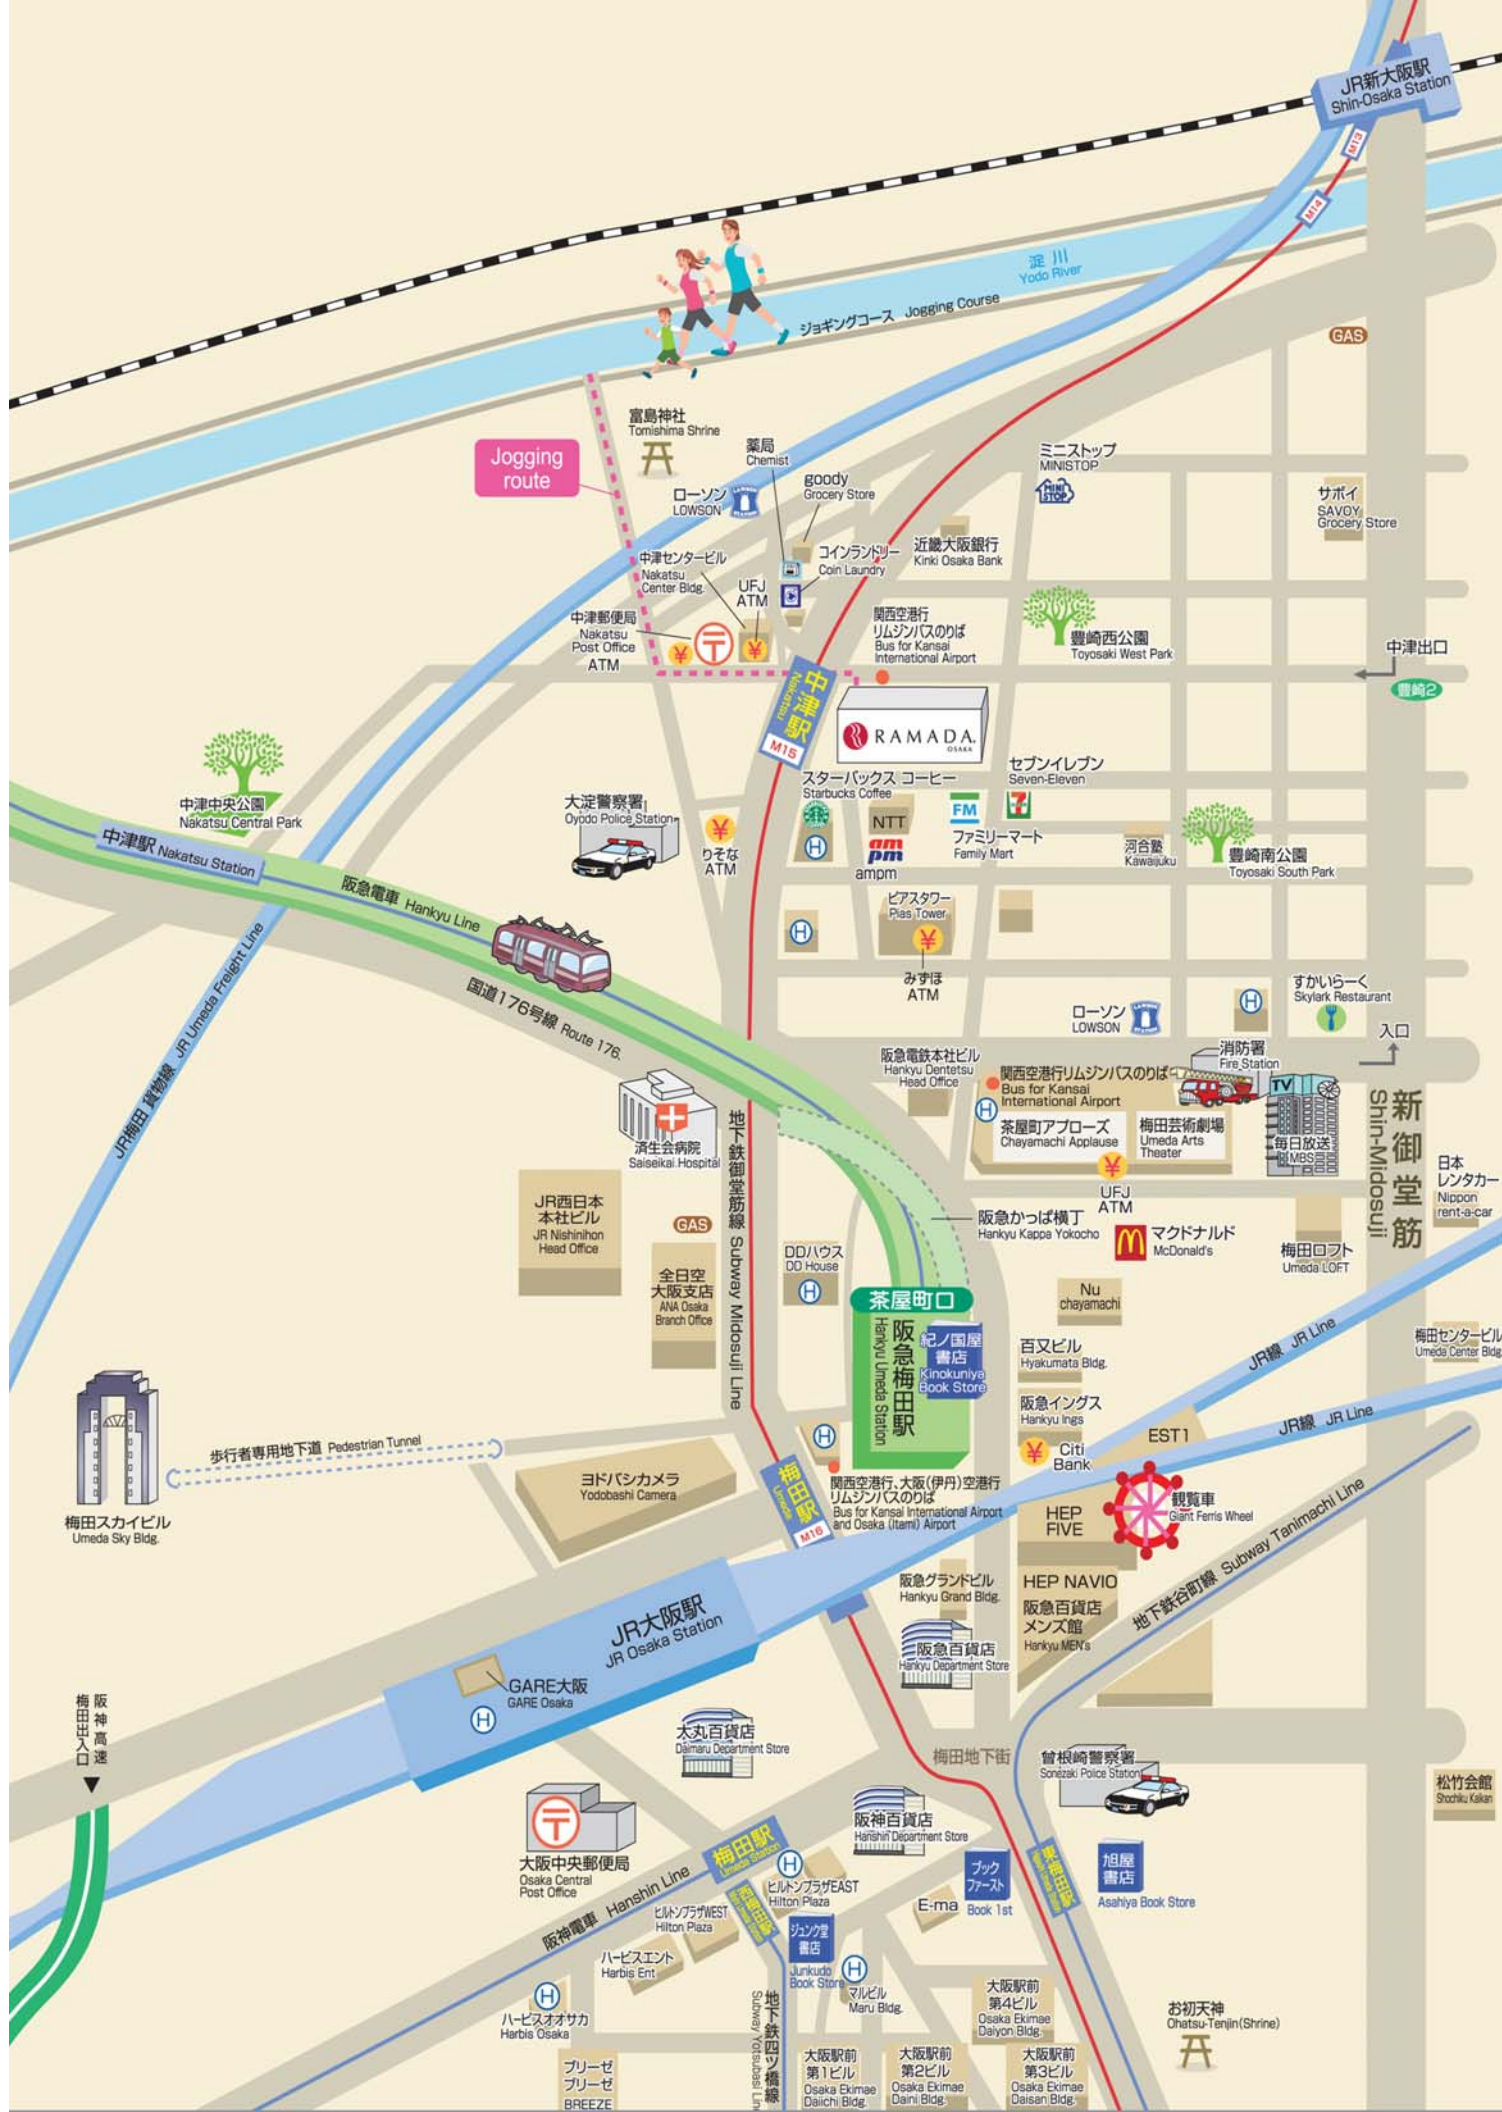 JR新大阪駅
Shin-Osaka Station
M13
M14
淀川
Yodo River
ジョギングコース Jogging Course
GAS
富島神社
Tomishima Shrine
Jogging
route
薬局
Chemist
ローソン
LOWSON
goody
Grocery Store
ミニストップ
MINISTOP
MINI
STOP
サボイ
SAVOY
Grocery Store
中津センタービル
Nakatsu
Center Bldg.
UFJ
ATM
コインランドリー
Coin Laundry
近畿大阪銀行
Kinki Osaka Bank
中津郵便局
Nakatsu
Post Office
ATM
関西空港行
リムジンバスのりば
Bus for Kansai
International Airport
豊崎西公園
Toyosaki West Park
中津出口
豊崎2
中津駅
Nakatsu
M15
RAMADA
OSAKA
中津中央公園
Nakatsu Central Park
大淀警察署
Oyodo Police Station
りそな
ATM
スターバックス コーヒー
Starbucks Coffee
H
NTT
am
pm
ampm
FM
ファミリーマート
Family Mart
セブンイレブン
Seven-Eleven
河合塾
Kawaijuku
豊崎南公園
Toyosaki South Park
中津駅 Nakatsu Station
阪急電車 Hankyu Line
国道176号線 Route 176.
JR梅田 貨物線 JR Umeda Freight Line
H
ピアスタワー
Pias Tower
みずほ
ATM
ローソン
LOWSON
H
すかいらーく
Skylark Restaurant
入口
阪急電鉄本社ビル
Hankyu Dentetsu
Head Office
関西空港行リムジンバスのりば
Bus for Kansai
International Airport
H
消防署
Fire Station
TV
茶屋町アプローズ
Chayamachi Applause
梅田芸術劇場
Umeda Arts
Theater
毎日放送
MBS
新御堂筋
Shin-Midosuji
日本
レンタカー
Nippon
rent-a-car
済生会病院
Saiseikai Hospital
地下鉄御堂筋線 Subway Midosuji Line
JR西日本
本社ビル
JR Nishinihon
Head Office
GAS
全日空
大阪支店
ANA Osaka
Branch Office
DDハウス
DD House
H
阪急かっぱ横丁
Hankyu Kappa Yokocho
UFJ
ATM
マクドナルド
McDonald's
梅田ロフト
Umeda LOFT
茶屋町口
阪急梅田駅
Hankyu Umeda Station
紀ノ国屋
書店
Kinokuniya
Book Store
Nu
chayamachi
百又ビル
Hyakumata Bldg.
阪急イングス
Hankyu Ings
Citi
Bank
JR線 JR Line
JR線 JR Line
梅田センタービル
Umeda Center Bldg
EST1
梅田スカイビル
Umeda Sky Bldg.
歩行者専用地下道 Pedestrian Tunnel
ヨドバシカメラ
Yodobashi Camera
H
梅田駅
Umeda
M16
関西空港行、大阪(伊丹)空港行
リムジンバスのりば
Bus for Kansai International Airport
and Osaka (Itami) Airport
HEP
FIVE
観覧車
Giant Ferris Wheel
地下鉄谷町線 Subway Tanimachi Line
JR大阪駅
JR Osaka Station
GARE大阪
GARE Osaka
H
阪急グランドビル
Hankyu Grand Bldg.
HEP NAVIO
阪急百貨店
メンズ館
Hankyu MEN's
阪急百貨店
Hankyu Department Store
阪神高速
梅田出入口
大丸百貨店
Daimaru Department Store
梅田地下街
曾根崎警察署
Sonezaki Police Station
松竹会館
Shochiku Kaikan
阪神百貨店
Hanshin Department Store
大阪中央郵便局
Osaka Central
Post Office
梅田駅
Umeda Station
阪神電車 Hanshin Line
西梅田駅
H
ヒルトンプラザEAST
Hilton Plaza
ヒルトンプラザWEST
Hilton Plaza
ブック
ファースト
Book 1st
E-ma
東梅田駅
旭屋
書店
Asahiya Book Store
ハービスエント
Harbis Ent
ジュンク堂
書店
Junkudo
Book Store
H
マルビル
Maru Bldg.
H
ハービスオオサカ
Harbis Osaka
地下鉄四ツ橋線
Subway Yotsubasi Line
大阪駅前
第4ビル
Osaka Ekimae
Daiyon Bldg.
お初天神
Ohatsu-Tenjin(Shrine)
ブリーゼ
ブリーゼ
BREEZE
大阪駅前
第1ビル
Osaka Ekimae
Daiichi Bldg.
大阪駅前
第2ビル
Osaka Ekimae
Daini Bldg.
大阪駅前
第3ビル
Osaka Ekimae
Daisan Bldg.